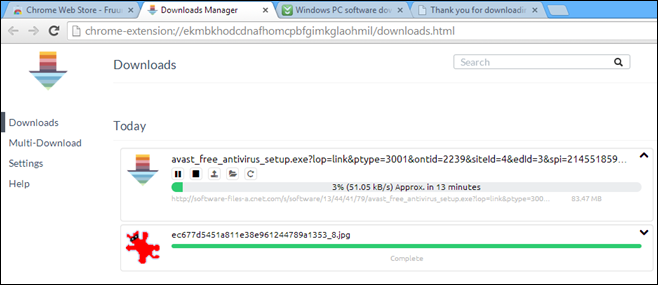 Chrome Web Store - Fruu
Downloads Manager
Windows PC software dow
Thank you for downloadin
chrome-extension://ekmbkhodcdnafhomcpbfgimkglaohmil/downloads.html
Downloads
Search
Downloads
Multi-Download
Settings
Help
Today
avast_free_antivirus_setup.exe?lop=link&ptype=3001&ontid=2239&siteId=4&edId=3&spi=214551859...
3% (51.05 kB/s) Approx. in 13 minutes
http://software-files-a.cnet.com/s/software/13/44/41/79/avast_free_antivirus_setup.exe?lop=link&ptype=300...
83.47 MB
ec677d5451a811e38e961244789a1353_8.jpg
Complete